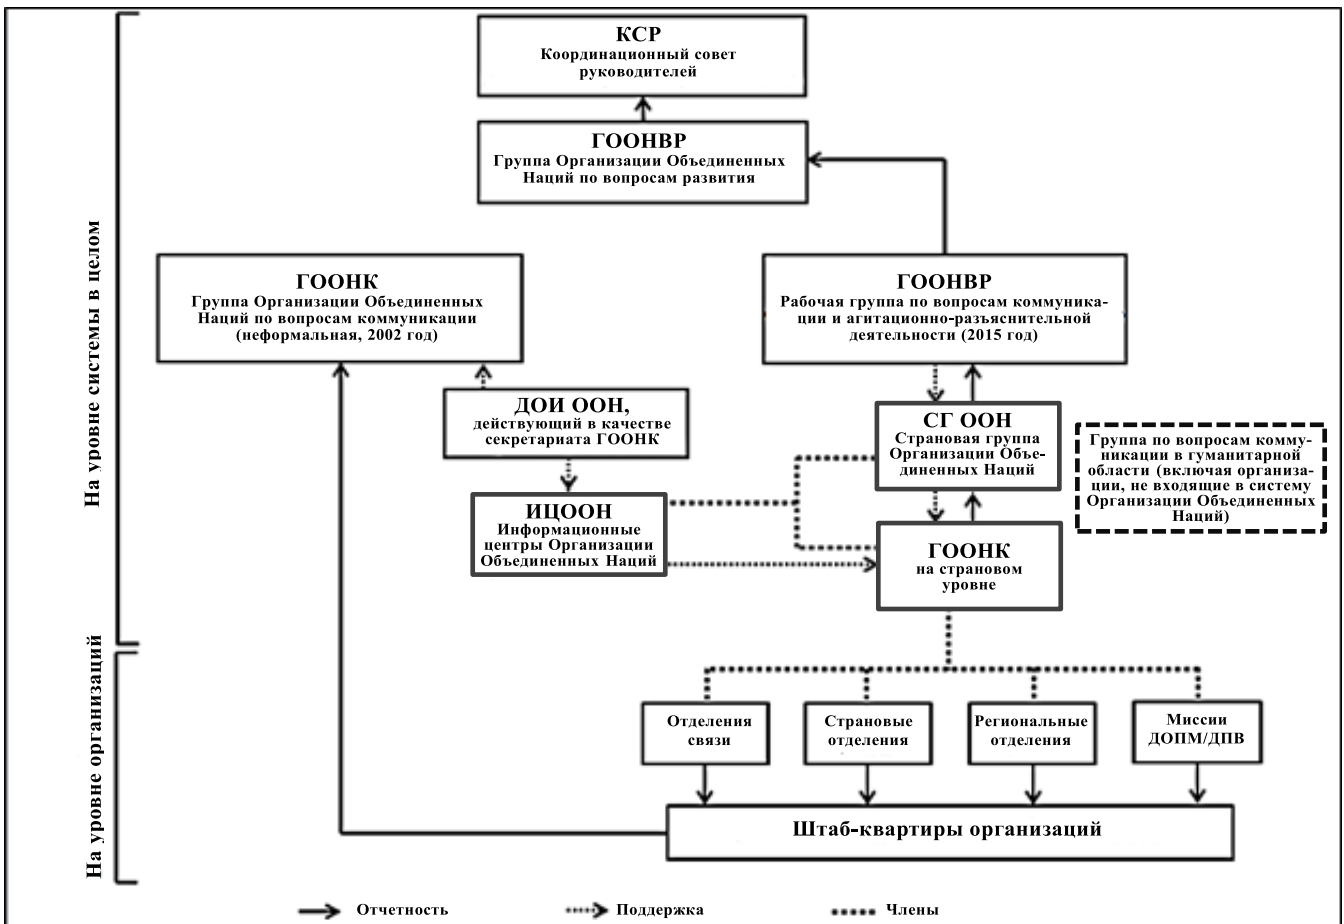 На уровне системы в целом
КСР
Координационный совет
руководителей
ГООНВР
Группа Организации Объединенных
Наций по вопросам развития
ГООНК
Группа Организации Объединенных
Наций по вопросам коммуникации
(неформальная, 2002 год)
ГООНВР
Рабочая группа по вопросам коммуника-
ции и агитационно-разъяснительной
деятельности (2015 год)
ДОИ ООН,
действующий в качестве
секретариата ГООНК
СГ ООН
Страновая группа
Организации Объе-
диненных Наций
Группа по вопросам комму-
никации в гуманитарной
области (включая организа-
ции, не входящие в систему
Организации Объединенных
Наций)
ИЦООН
Информационные
центры Организации
Объединенных Наций
ГООНК
на страновом
уровне
На уровне организаций
Отделения
связи
Страновые
отделения
Региональные
отделения
Миссии
ДОПМ/ДПВ
Штаб-квартиры организаций
Отчетность
Поддержка
Члены